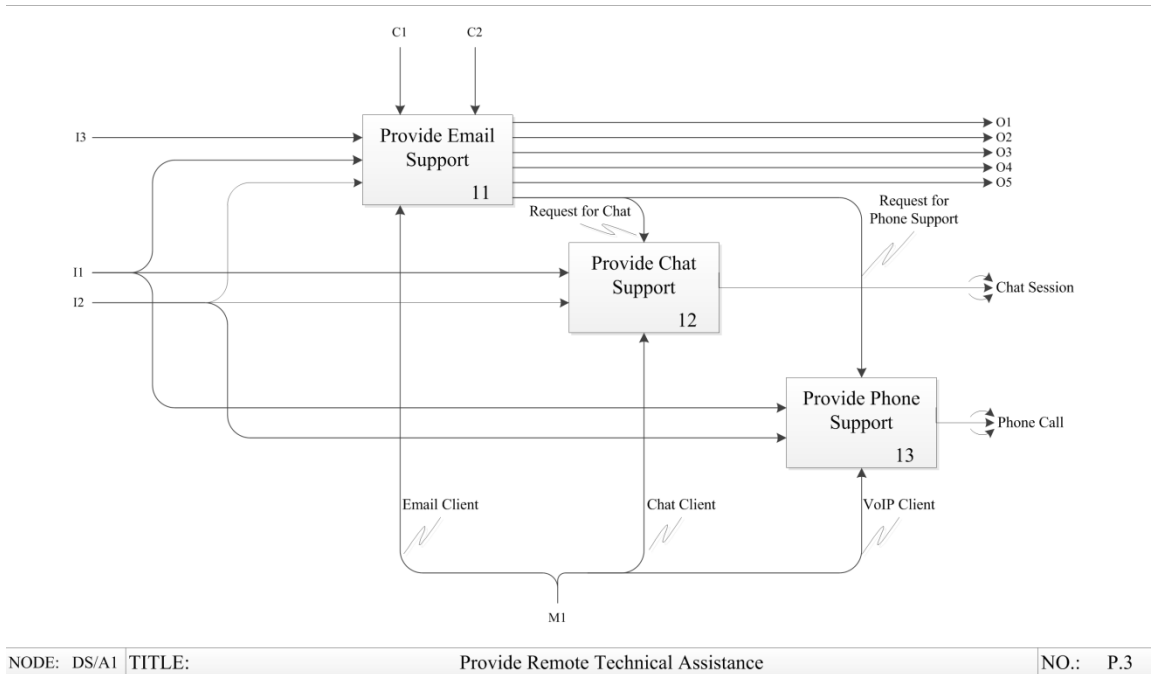 C1 C2
I3
Provide Email
Support
11
O1
O2
O3
O4
O5
Request for Chat
Request for
Phone Support
I1
I2
Provide Chat
Support
12
Chat Session
Provide Phone
Support
13
Phone Call
Email Client
Chat Client
VoIP Client
M1
NODE: DS/A1 TITLE: Provide Remote Technical Assistance NO.: P.3